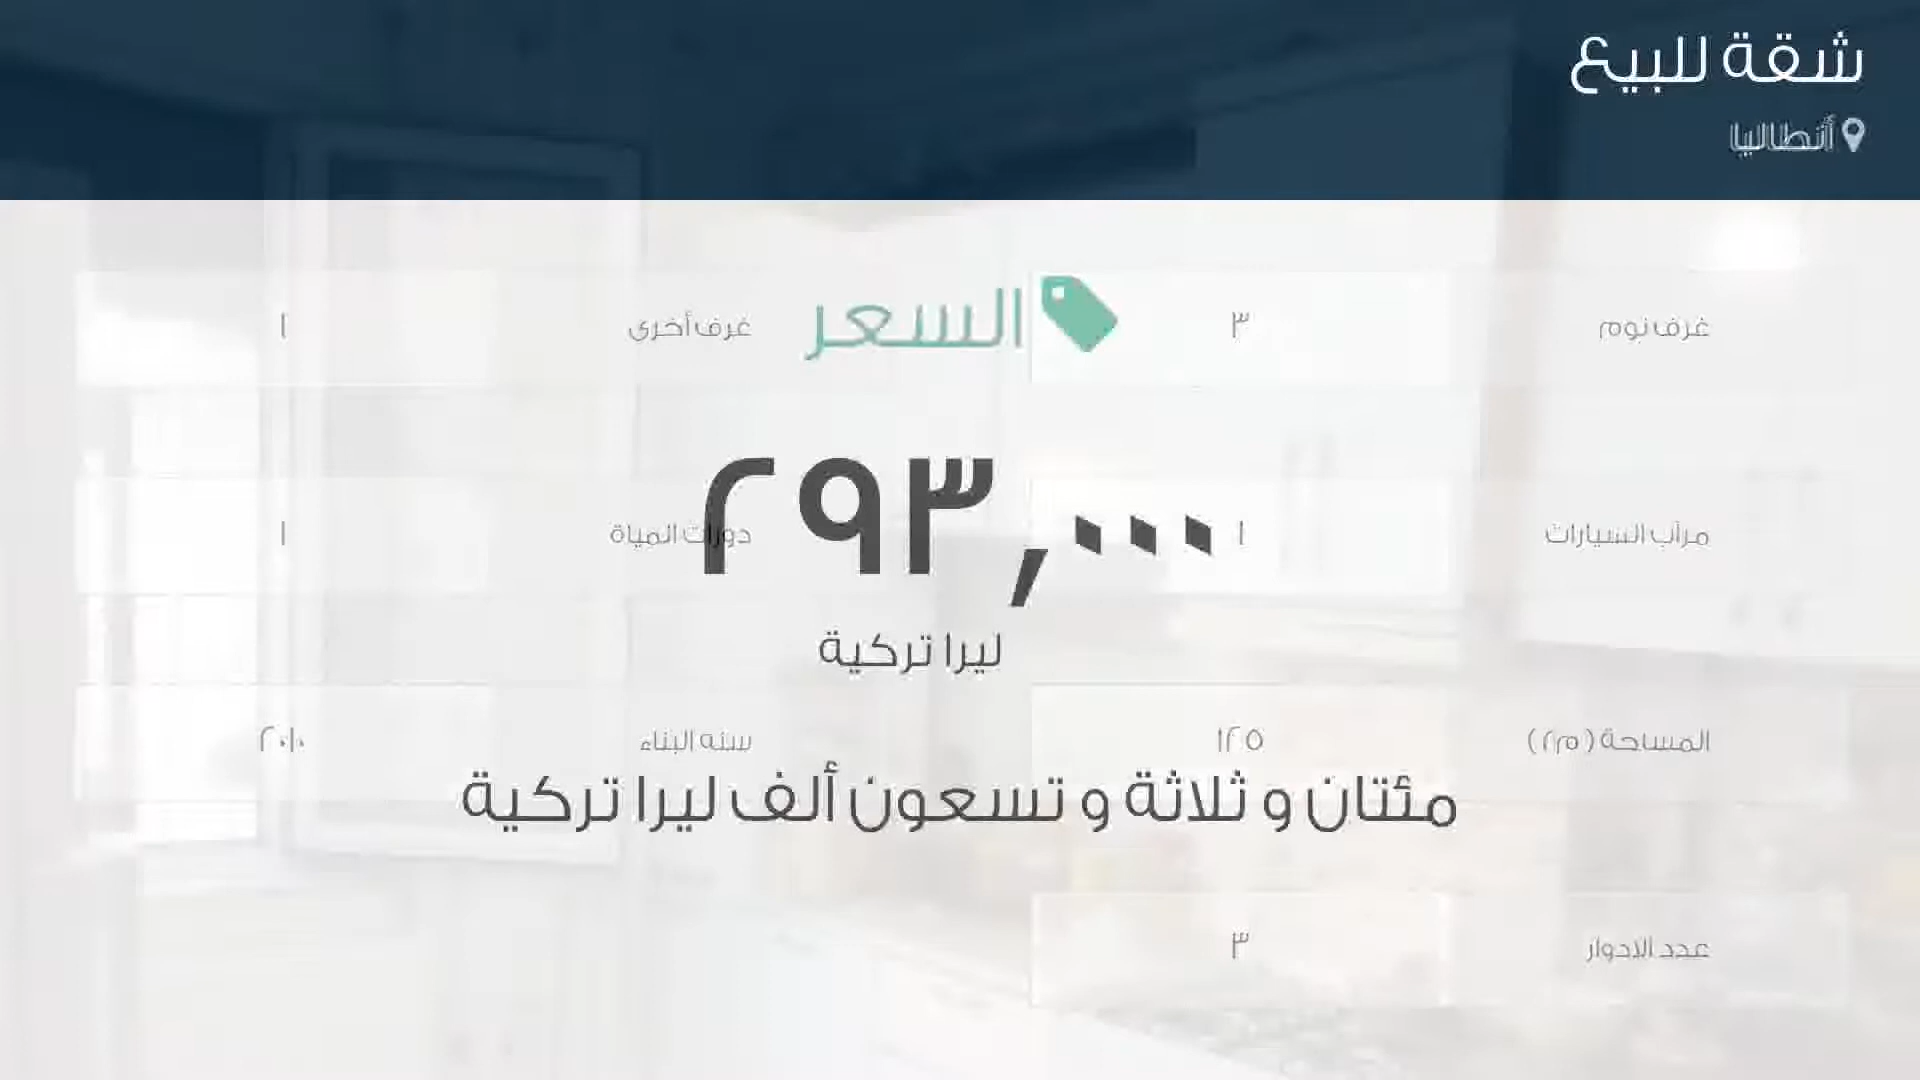 شقة للبيع
أنطاليا
السعر
غرف نوم ٣ غرف أخرى ١
٢٩٣,٠٠٠
مرآب السيارات ١ دورات المياة ١
ليرا تركية
المساحة ( م٢ ) ١٢٥ سنه البناء ٢٠١٠
مئتان و ثلاثة و تسعون ألف ليرا تركية
عدد الادوار ٣